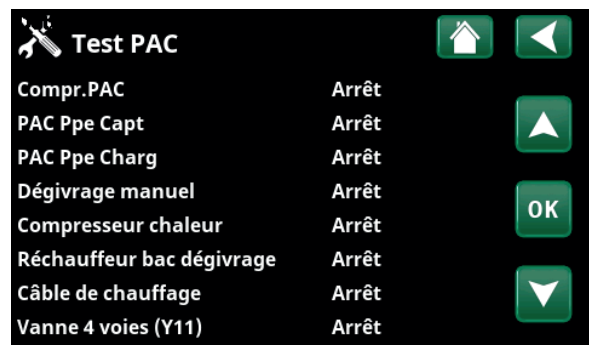 Test PAC
Compr.PAC Arrêt
PAC Ppe Capt Arrêt
PAC Ppe Charg Arrêt
Dégivrage manuel Arrêt
Compresseur chaleur Arrêt
Réchauffeur bac dégivrage Arrêt
Câble de chauffage Arrêt
Vanne 4 voies (Y11) Arrêt
OK